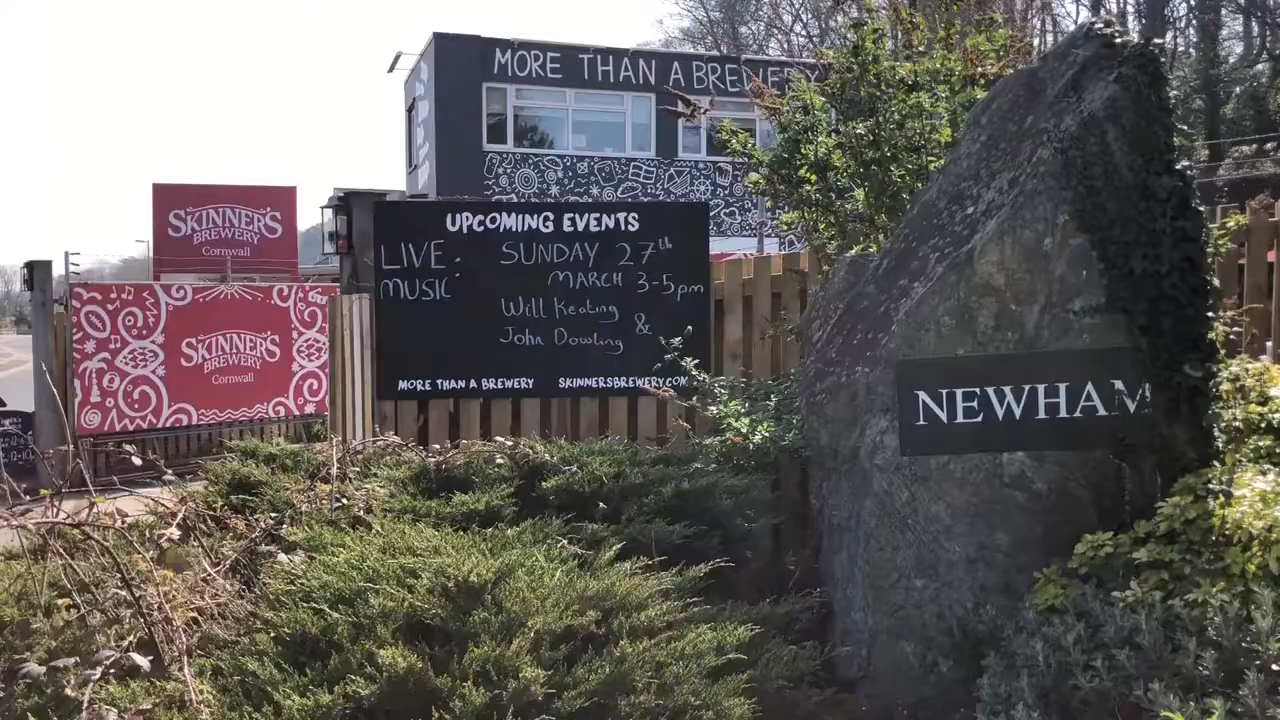 MORE THAN A BREWERY
SKINNER'S
BREWERY
Cornwall
SKINNER'S
BREWERY
Cornwall
UPCOMING EVENTS
LIVE: SUNDAY 27th
MUSIC MARCH 3-5pm
Will Keating
& John Dowling
MORE THAN A BREWERY SKINNERSBREWERY.COM
NEWHAM